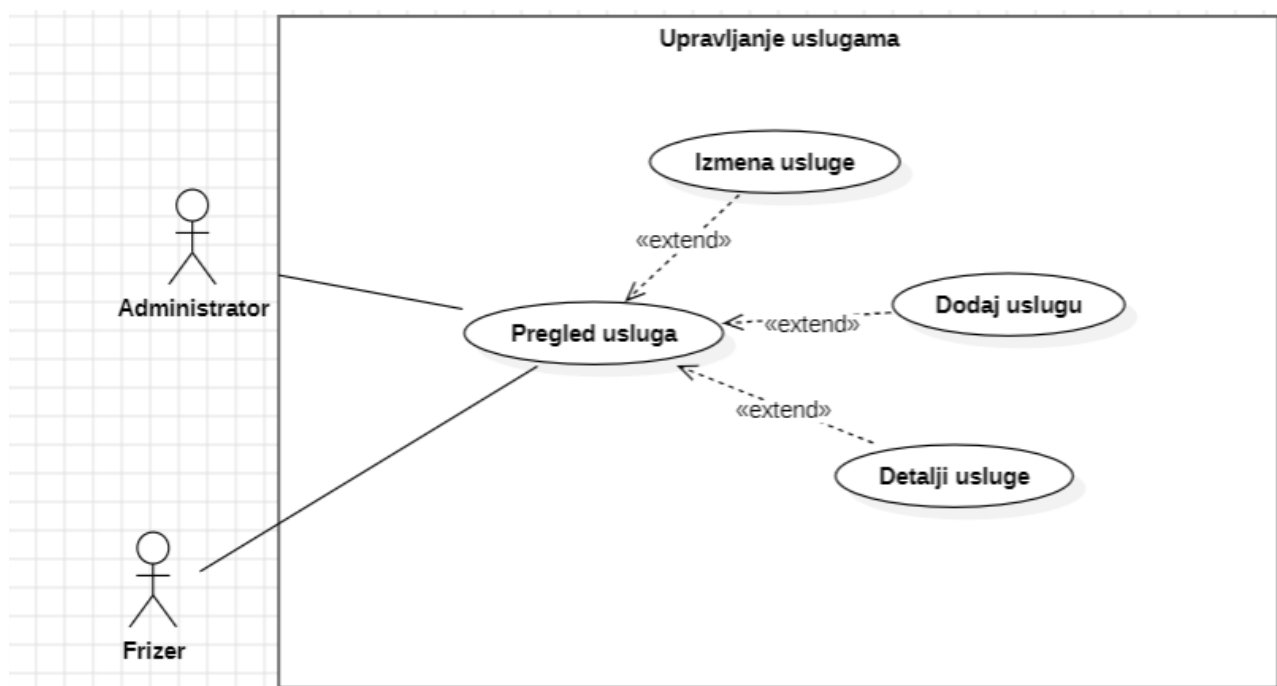 Upravljanje uslugama
Izmena usluge
«extend»
Administrator
Dodaj uslugu
«extend»
Pregled usluga
«extend»
Detalji usluge
Frizer